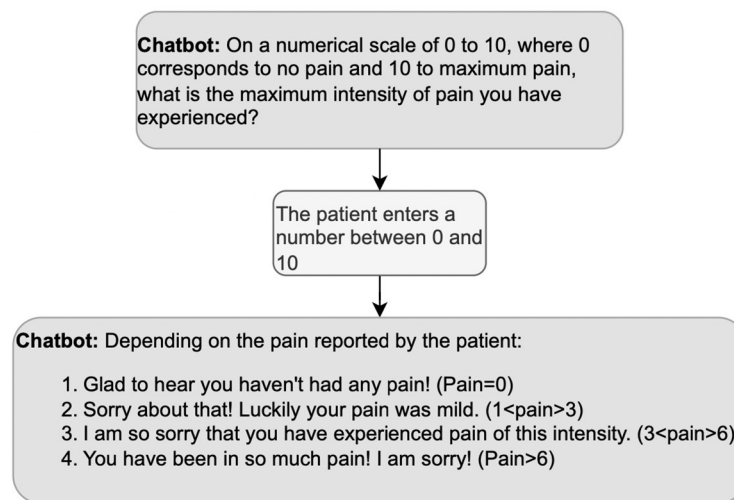 Chatbot: On a numerical scale of 0 to 10, where 0
corresponds to no pain and 10 to maximum pain,
what is the maximum intensity of pain you have
experienced?
The patient enters a
number between 0 and
10
Chatbot: Depending on the pain reported by the patient:
1. Glad to hear you haven't had any pain! (Pain=0)
2. Sorry about that! Luckily your pain was mild. (1<pain>3)
3. I am so sorry that you have experienced pain of this intensity. (3<pain>6)
4. You have been in so much pain! I am sorry! (Pain>6)